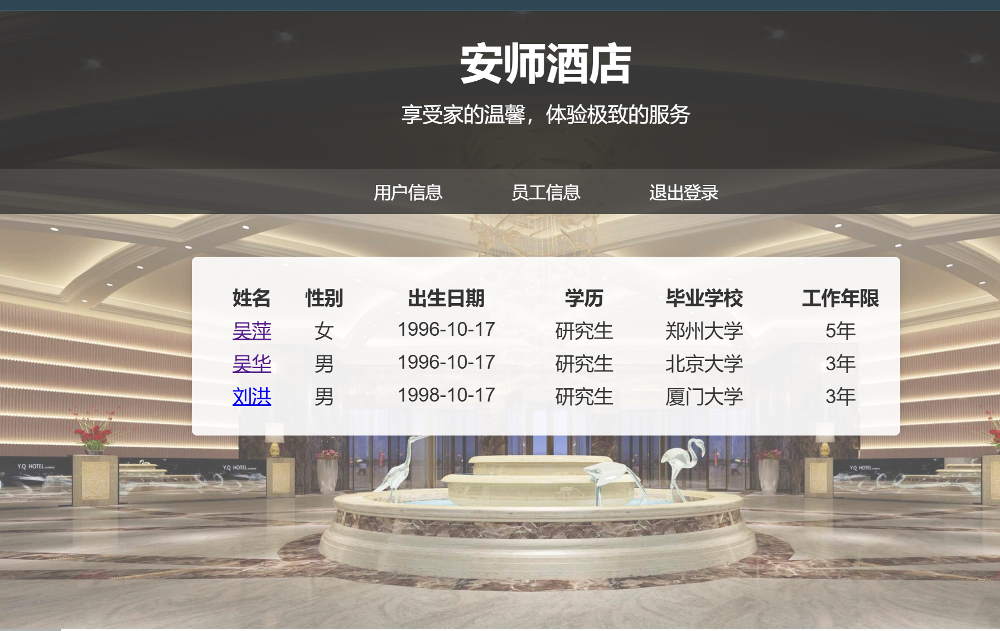 安师酒店
享受家的温馨，体验极致的服务
用户信息 员工信息 退出登录
姓名 性别 出生日期 学历 毕业学校 工作年限
吴萍 女 1996-10-17 研究生 郑州大学 5年
吴华 男 1996-10-17 研究生 北京大学 3年
刘洪 男 1998-10-17 研究生 厦门大学 3年
Y.Q HOTEL
Y.Q HOTEL
Y.Q HOTEL